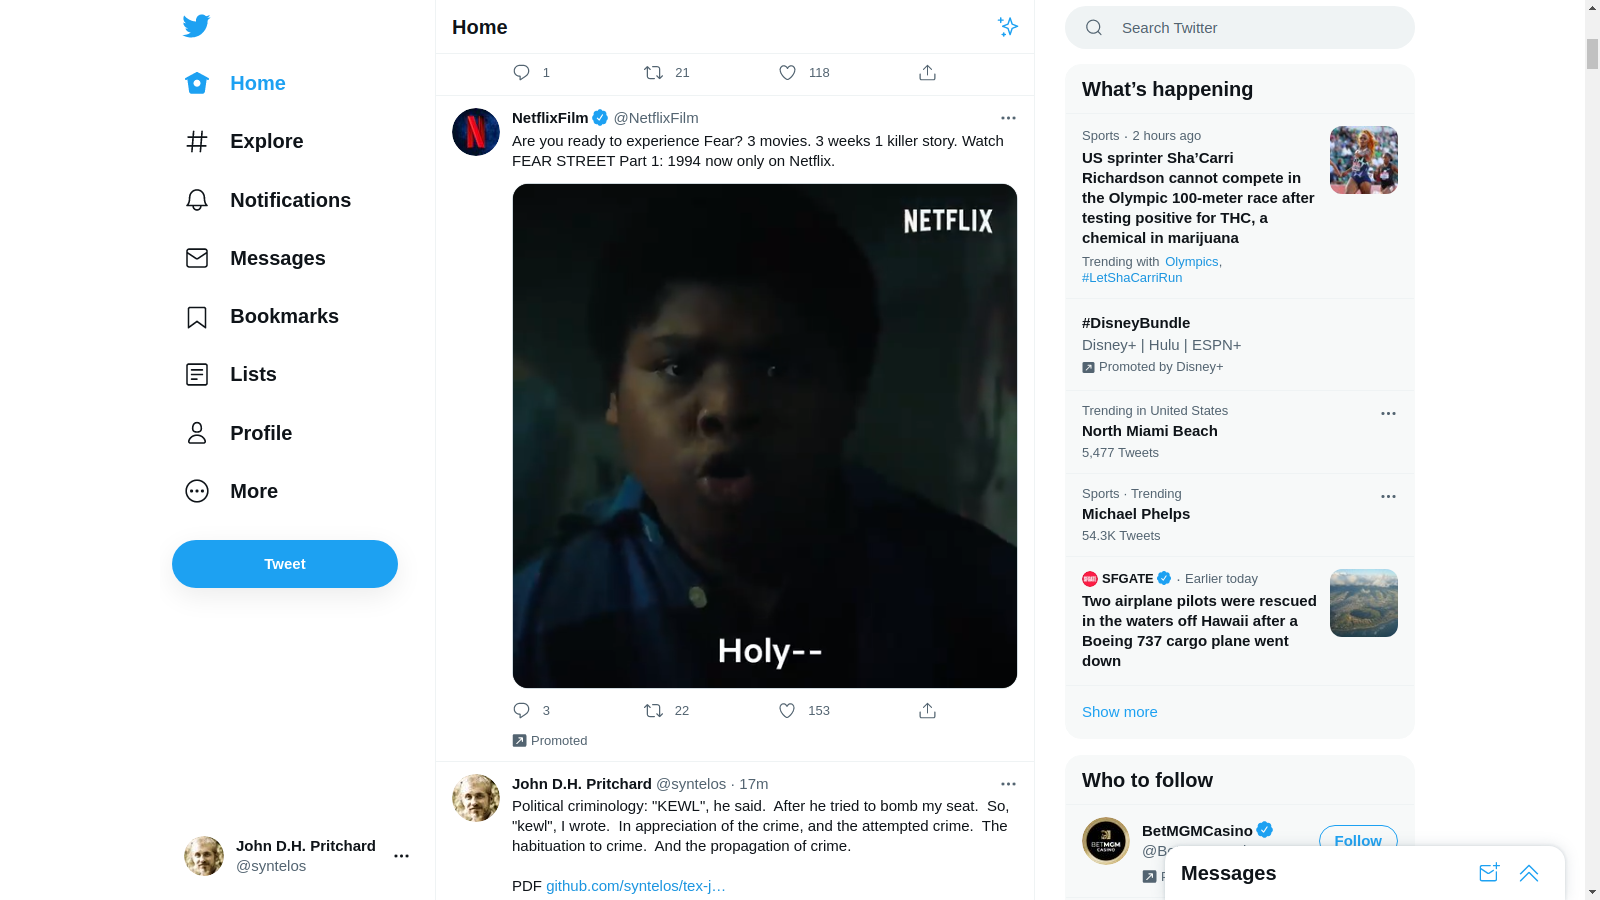 Home
Explore
Notifications
Messages
Bookmarks
Lists
Profile
More
Tweet
John D.H. Pritchard
@syntelos
Home
1 21 118
NetflixFilm @NetflixFilm
Are you ready to experience Fear? 3 movies. 3 weeks 1 killer story. Watch
FEAR STREET Part 1: 1994 now only on Netflix.
NETFLIX
Holy--
3 22 153
Promoted
John D.H. Pritchard @syntelos · 17m
Political criminology: "KEWL", he said.  After he tried to bomb my seat.  So,
"kewl", I wrote.  In appreciation of the crime, and the attempted crime.  The
habituation to crime.  And the propagation of crime.
PDF github.com/syntelos/tex-j…
Search Twitter
What’s happening
Sports · 2 hours ago
US sprinter Sha’Carri
Richardson cannot compete in
the Olympic 100-meter race after
testing positive for THC, a
chemical in marijuana
Trending with Olympics,
#LetShaCarriRun
#DisneyBundle
Disney+ | Hulu | ESPN+
Promoted by Disney+
Trending in United States
North Miami Beach
5,477 Tweets
Sports · Trending
Michael Phelps
54.3K Tweets
SFGATE · Earlier today
Two airplane pilots were rescued
in the waters off Hawaii after a
Boeing 737 cargo plane went
down
Show more
Who to follow
BETMGM
CASINO
BetMGMCasino
Follow
Messages